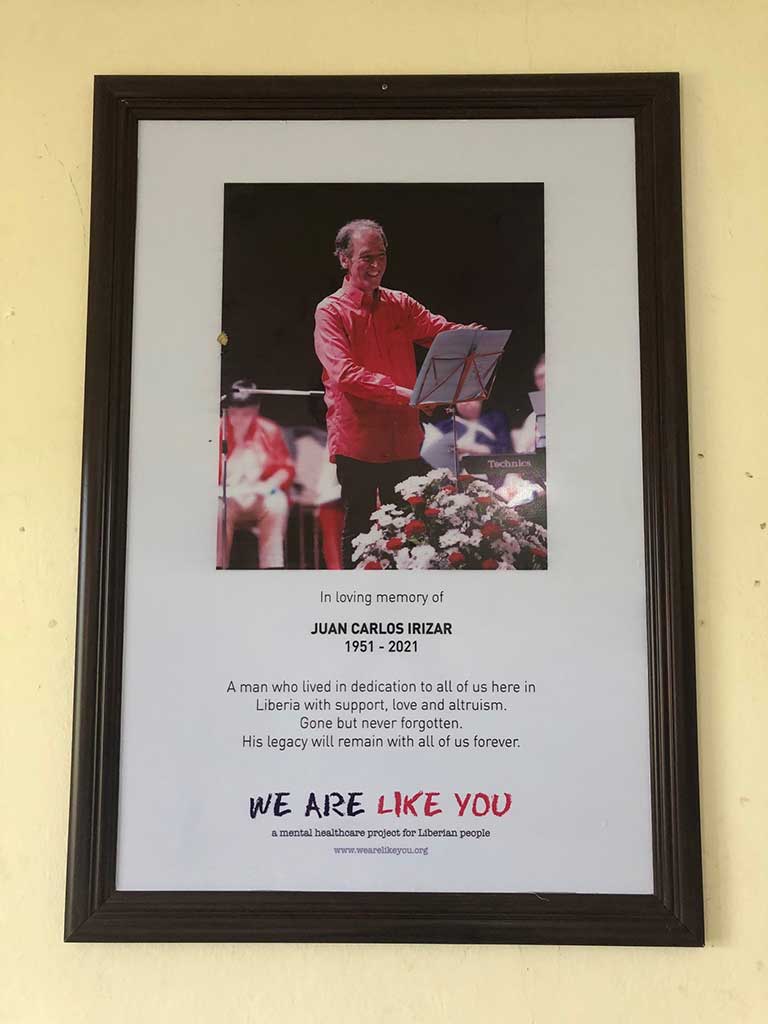 Technics
In loving memory of
JUAN CARLOS IRIZAR
1951 - 2021
A man who lived in dedication to all of us here in
Liberia with support, love and altruism.
Gone but never forgotten.
His legacy will remain with all of us forever.
WE ARE LIKE YOU
a mental healthcare project for Liberian people
www.wearelikeyou.org